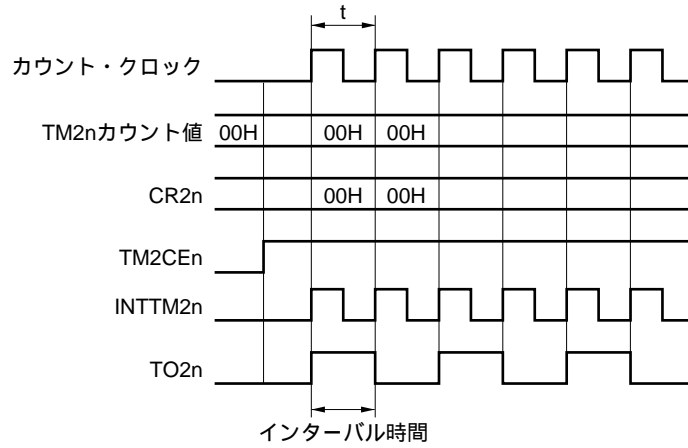 t
カウント・クロック
TM2nカウント値 00H 00H 00H
CR2n 00H 00H
TM2CEn
INTTM2n
TO2n
インターバル時間